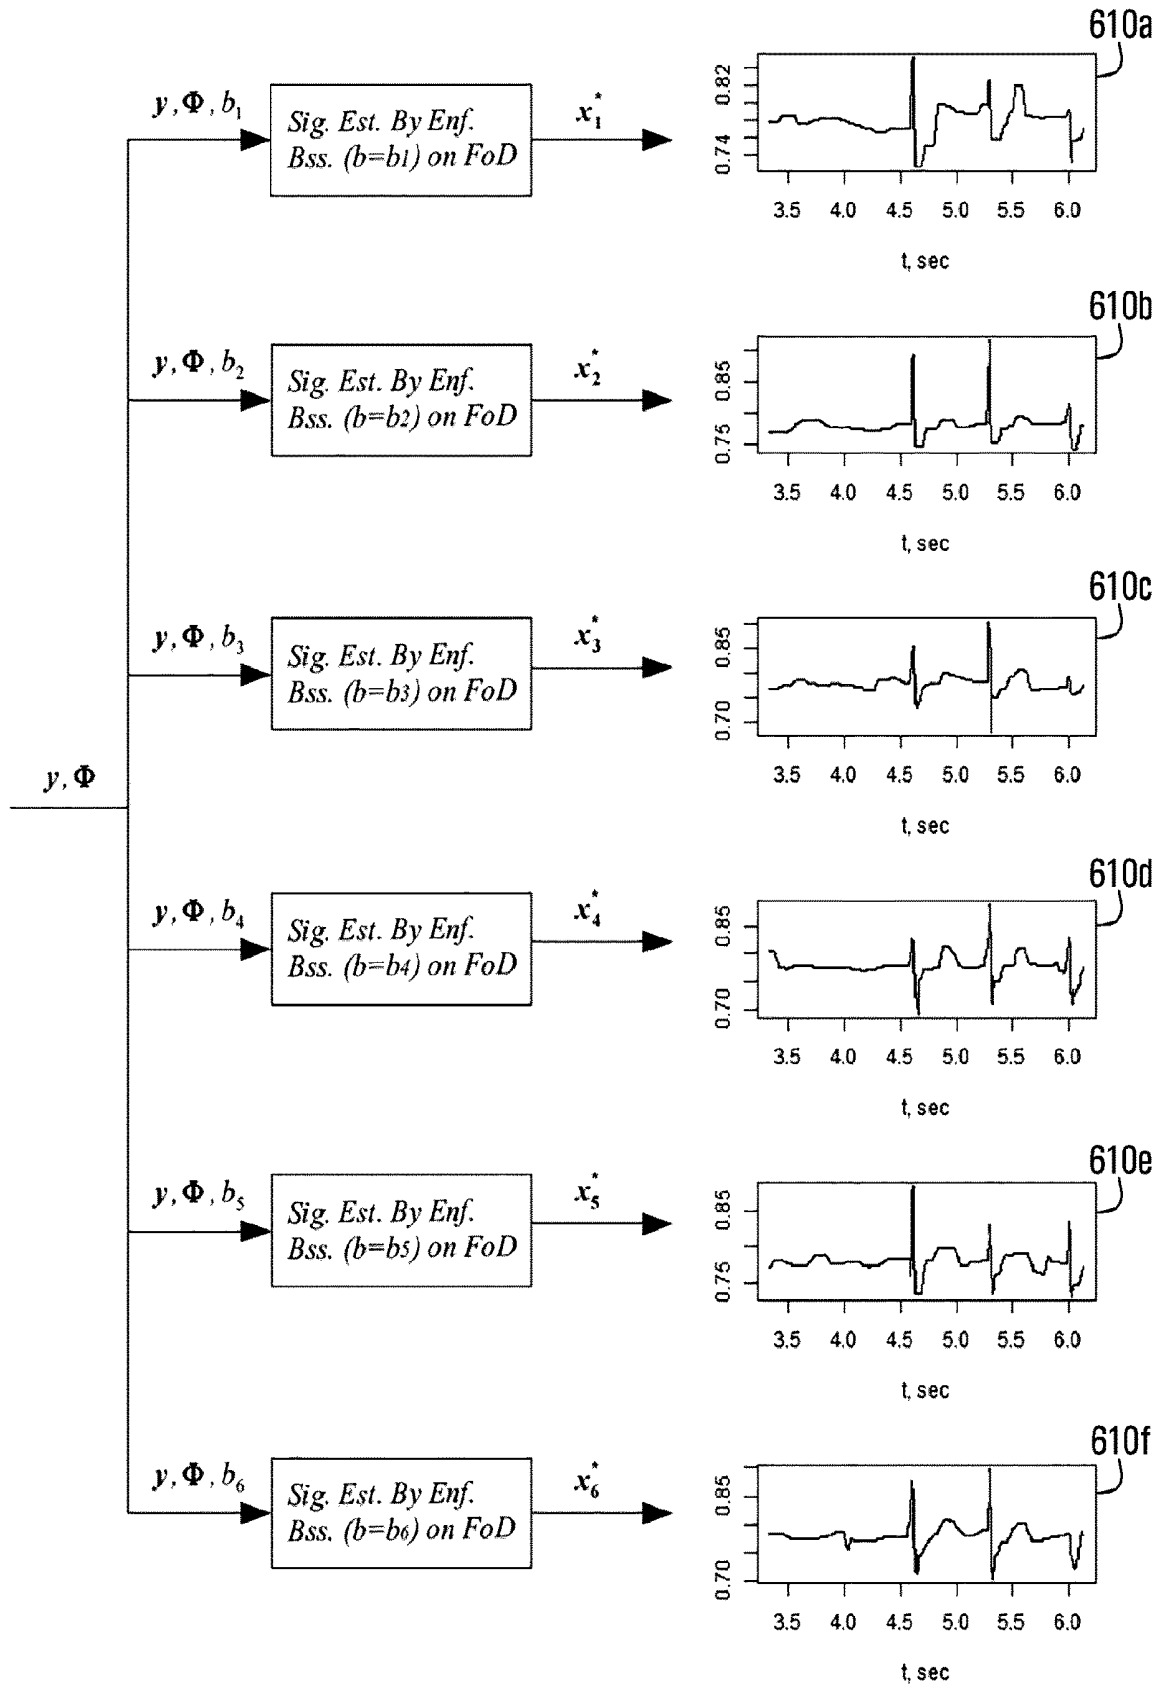 610a
y, Φ, b1
Sig. Est. By Enf.
Bss. (b=b1) on FoD
x1*
0.82
0.74
3.5 4.0 4.5 5.0 5.5 6.0
t, sec
610b
y, Φ, b2
Sig. Est. By Enf.
Bss. (b=b2) on FoD
x2*
0.85
0.75
3.5 4.0 4.5 5.0 5.5 6.0
t, sec
610c
y, Φ, b3
Sig. Est. By Enf.
Bss. (b=b3) on FoD
x3*
0.85
0.70
3.5 4.0 4.5 5.0 5.5 6.0
t, sec
y, Φ
610d
y, Φ, b4
Sig. Est. By Enf.
Bss. (b=b4) on FoD
x4*
0.85
0.70
3.5 4.0 4.5 5.0 5.5 6.0
t, sec
610e
y, Φ, b5
Sig. Est. By Enf.
Bss. (b=b5) on FoD
x5*
0.85
0.75
3.5 4.0 4.5 5.0 5.5 6.0
t, sec
610f
y, Φ, b6
Sig. Est. By Enf.
Bss. (b=b6) on FoD
x6*
0.85
0.70
3.5 4.0 4.5 5.0 5.5 6.0
t, sec